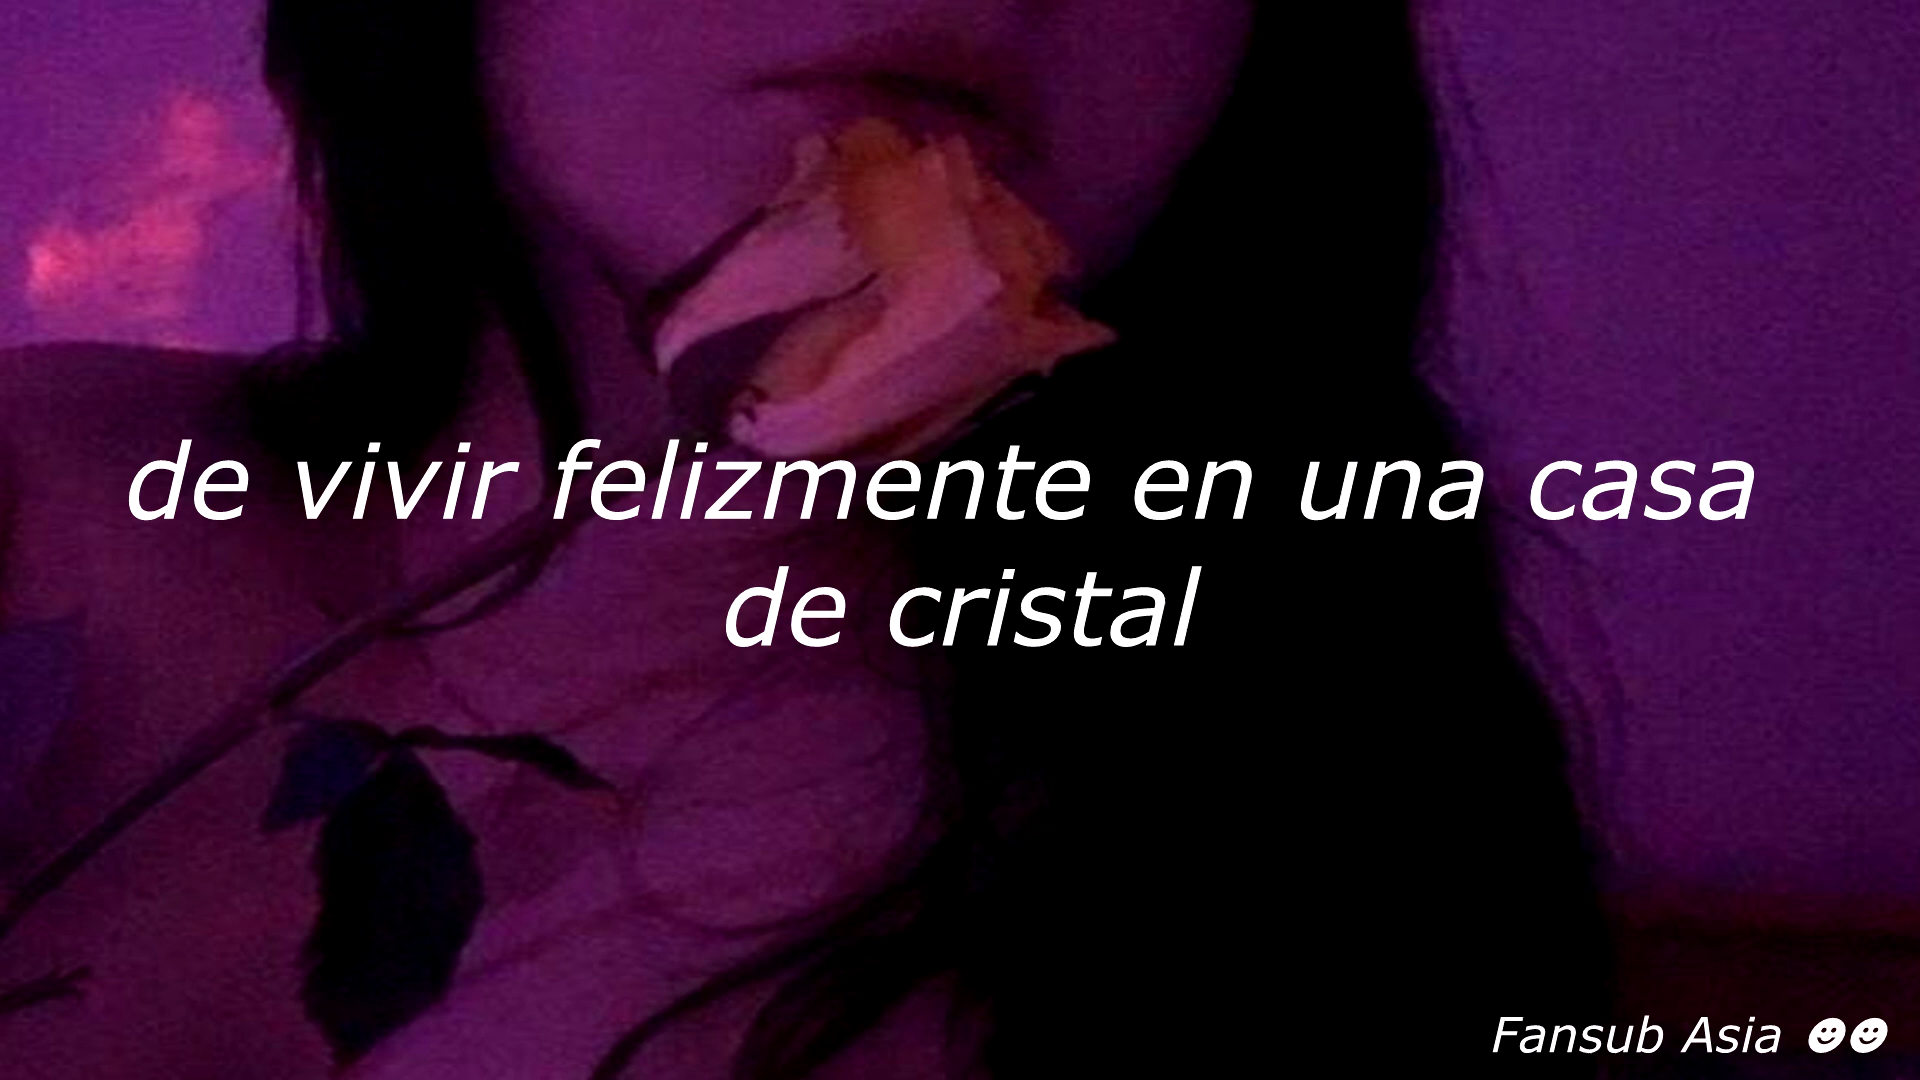 de vivir felizmente en una casa
de cristal
Fansub Asia ☻☻